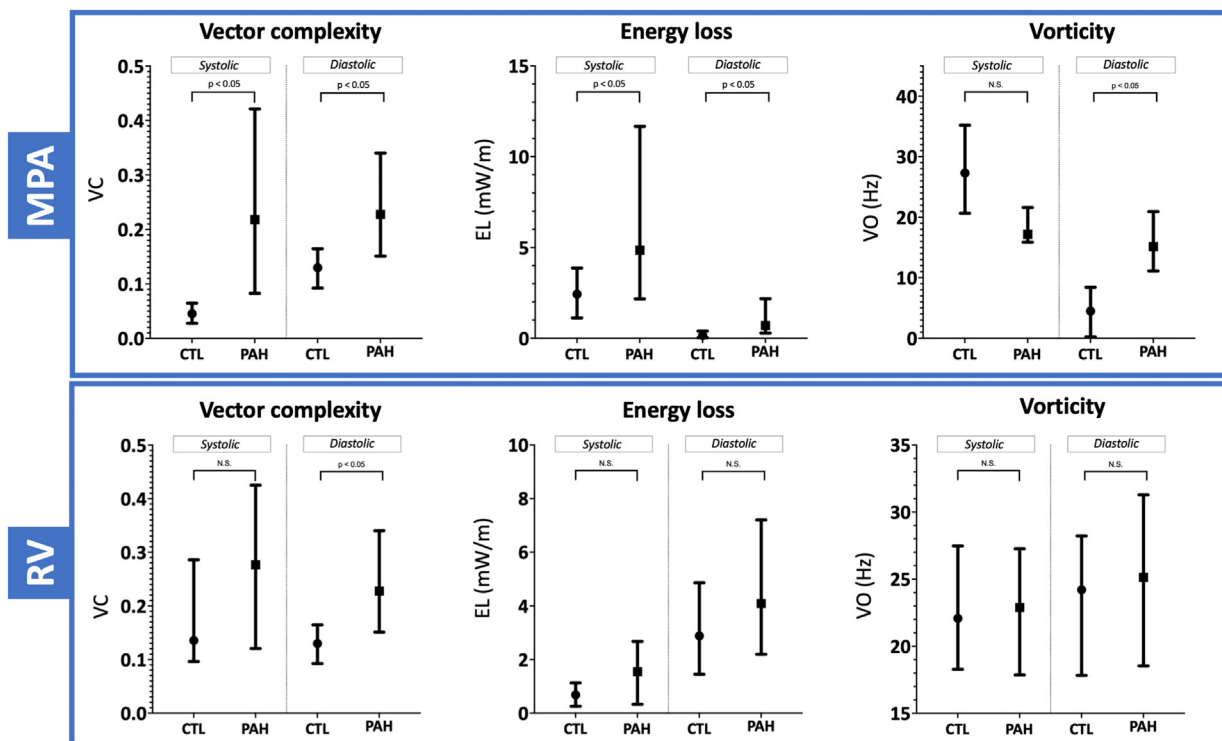 MPA
Vector complexity
Systolic
Diastolic
p < 0.05
p < 0.05
VC
0.5
0.4
0.3
0.2
0.1
0.0
CTL
PAH
CTL
PAH
Energy loss
Systolic
Diastolic
p < 0.05
p < 0.05
EL (mW/m)
15
10
5
0
CTL
PAH
CTL
PAH
Vorticity
Systolic
Diastolic
N.S.
p < 0.05
VO (Hz)
40
30
20
10
0
CTL
PAH
CTL
PAH
RV
Vector complexity
Systolic
Diastolic
N.S.
p < 0.05
VC
0.5
0.4
0.3
0.2
0.1
0.0
CTL
PAH
CTL
PAH
Energy loss
Systolic
Diastolic
N.S.
N.S.
EL (mW/m)
10
8
6
4
2
0
CTL
PAH
CTL
PAH
Vorticity
Systolic
Diastolic
N.S.
N.S.
VO (Hz)
35
30
25
20
15
CTL
PAH
CTL
PAH